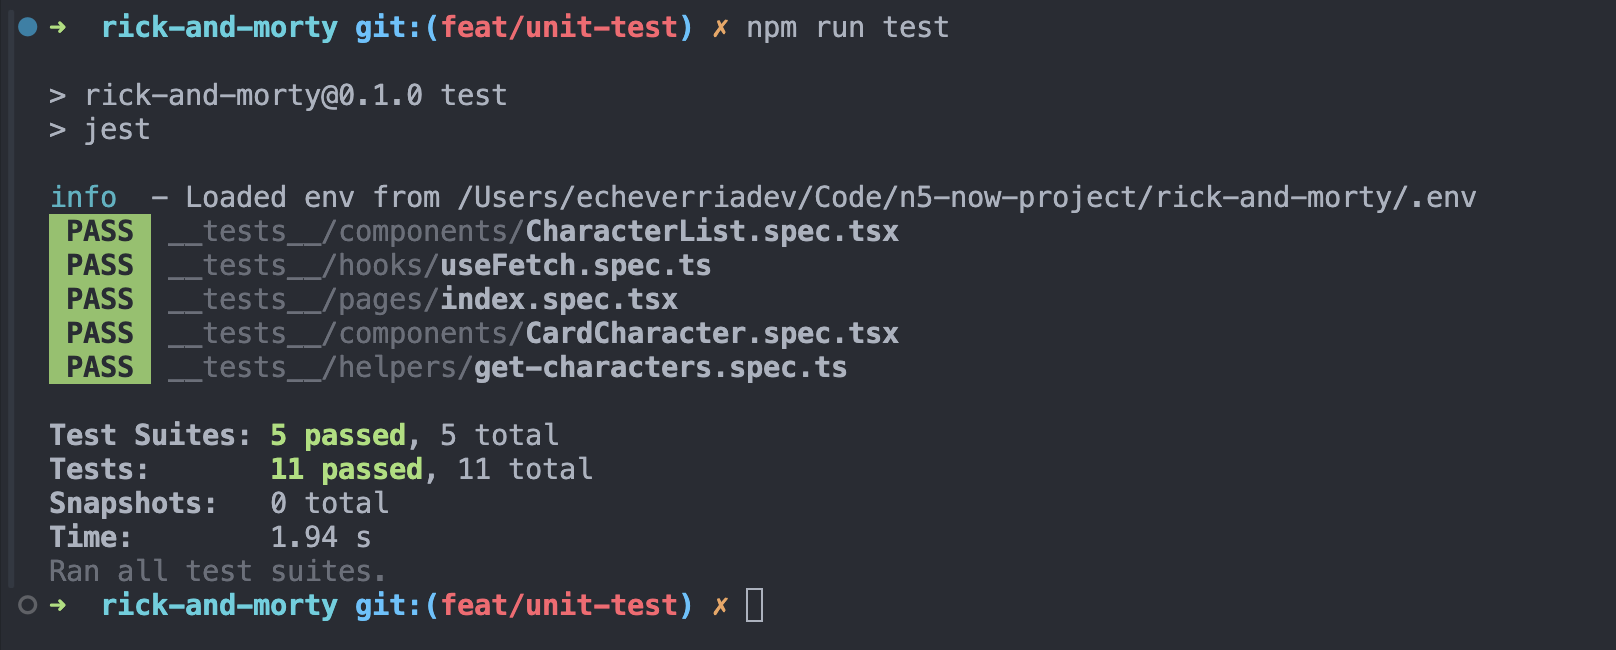 ➜ rick-and-morty git:(feat/unit-test) ✗ npm run test
> rick-and-morty@0.1.0 test
> jest
info - Loaded env from /Users/echeverriadev/Code/n5-now-project/rick-and-morty/.env
PASS __tests__/components/CharacterList.spec.tsx
PASS __tests__/hooks/useFetch.spec.ts
PASS __tests__/pages/index.spec.tsx
PASS __tests__/components/CardCharacter.spec.tsx
PASS __tests__/helpers/get-characters.spec.ts
Test Suites: 5 passed, 5 total
Tests: 11 passed, 11 total
Snapshots: 0 total
Time: 1.94 s
Ran all test suites.
➜ rick-and-morty git:(feat/unit-test) ✗